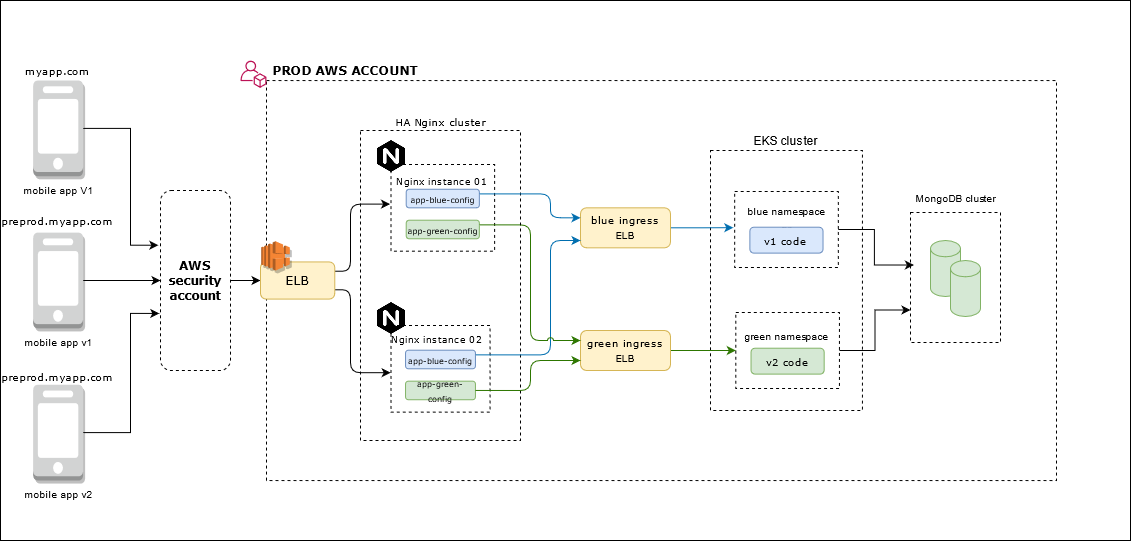 myapp.com
mobile app V1
preprod.myapp.com
mobile app v1
preprod.myapp.com
mobile app v2
AWS
security
account
PROD AWS ACCOUNT
ELB
HA Nginx cluster
N
Nginx instance 01
app-blue-config
app-green-config
N
Nginx instance 02
app-blue-config
app-green-
config
blue ingress
ELB
green ingress
ELB
EKS cluster
blue namespace
v1 code
green namespace
v2 code
MongoDB cluster